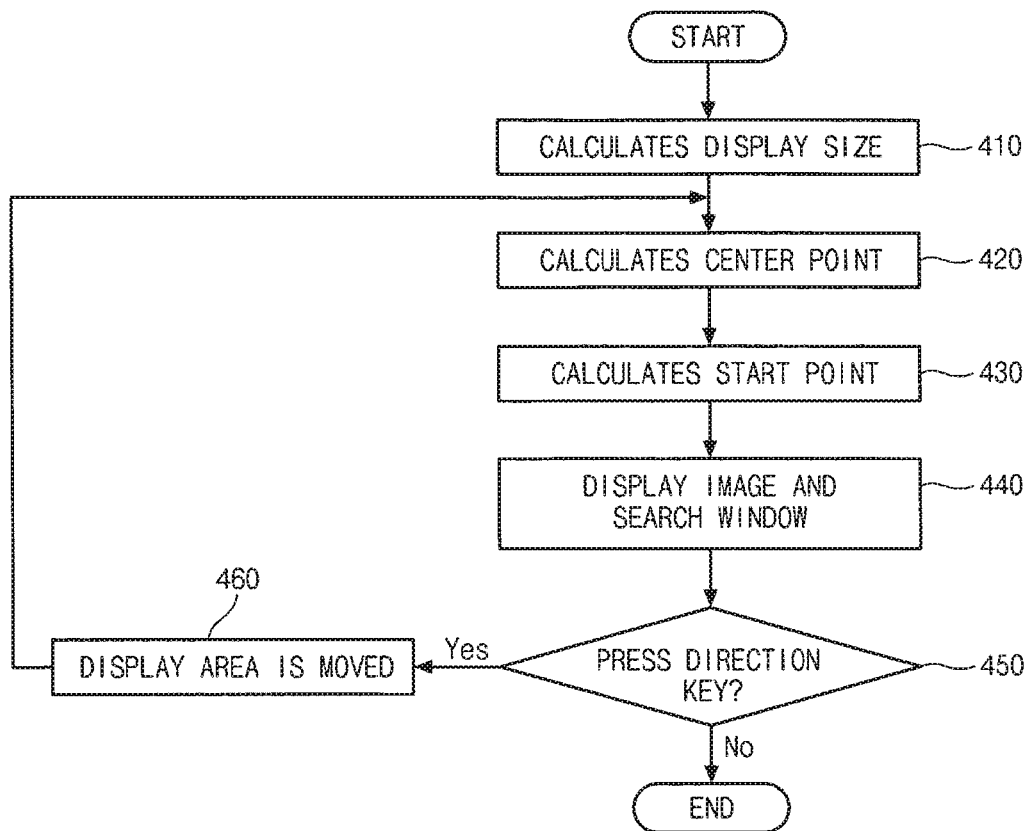 START
CALCULATES DISPLAY SIZE
410
CALCULATES CENTER POINT
420
CALCULATES START POINT
430
DISPLAY IMAGE AND
SEARCH WINDOW
440
460
DISPLAY AREA IS MOVED
Yes
PRESS DIRECTION
KEY?
450
No
END